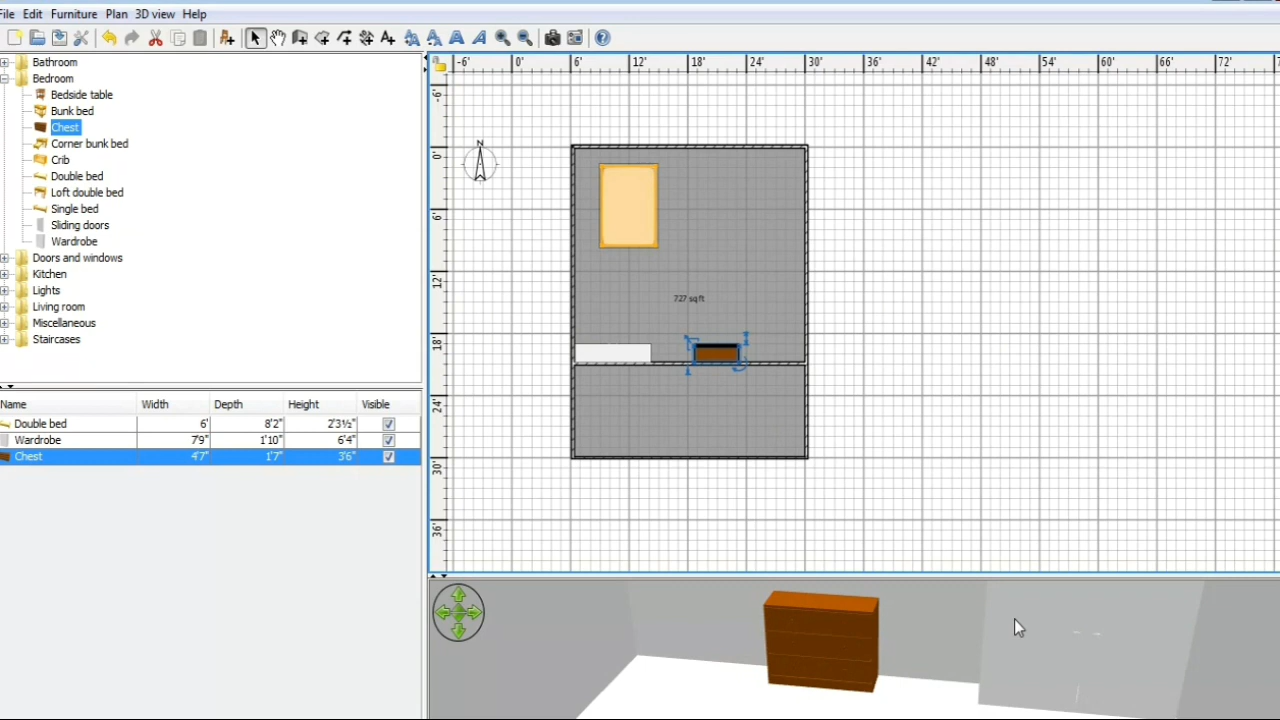 File Edit Furniture Plan 3D view Help
-6' 0' 6' 12' 18' 24' 30' 36' 42' 48' 54' 60' 66' 72'
Bathroom
Bedroom
Bedside table
Bunk bed
Chest
Corner bunk bed
Crib
Double bed
Loft double bed
Single bed
Sliding doors
Wardrobe
Doors and windows
Kitchen
Lights
Living room
Miscellaneous
Staircases
Name Width Depth Height Visible
Double bed 6' 8'2" 2'3½"
Wardrobe 7'9" 1'10" 6'4"
Chest 4'7" 1'7" 3'6"
-6'
0'
6'
12'
18'
24'
30'
36'
N
727 sq ft